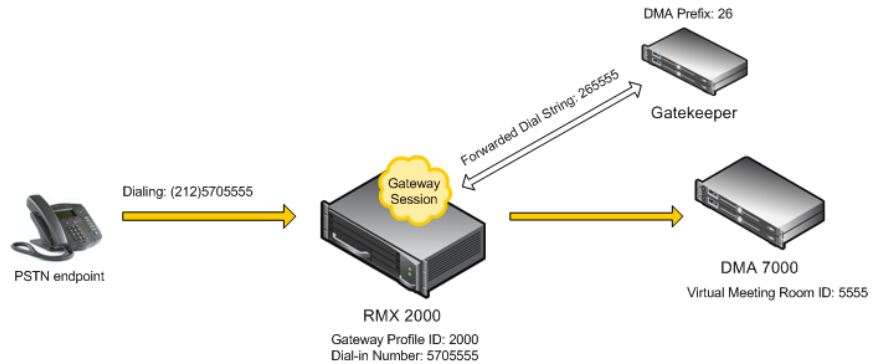 DMA Prefix: 26
Gatekeeper
Forwarded Dial String: 265555
Gateway
Session
Dialing: (212)5705555
PSTN endpoint
RMX 2000
Gateway Profile ID: 2000
Dial-in Number: 5705555
DMA 7000
Virtual Meeting Room ID: 5555